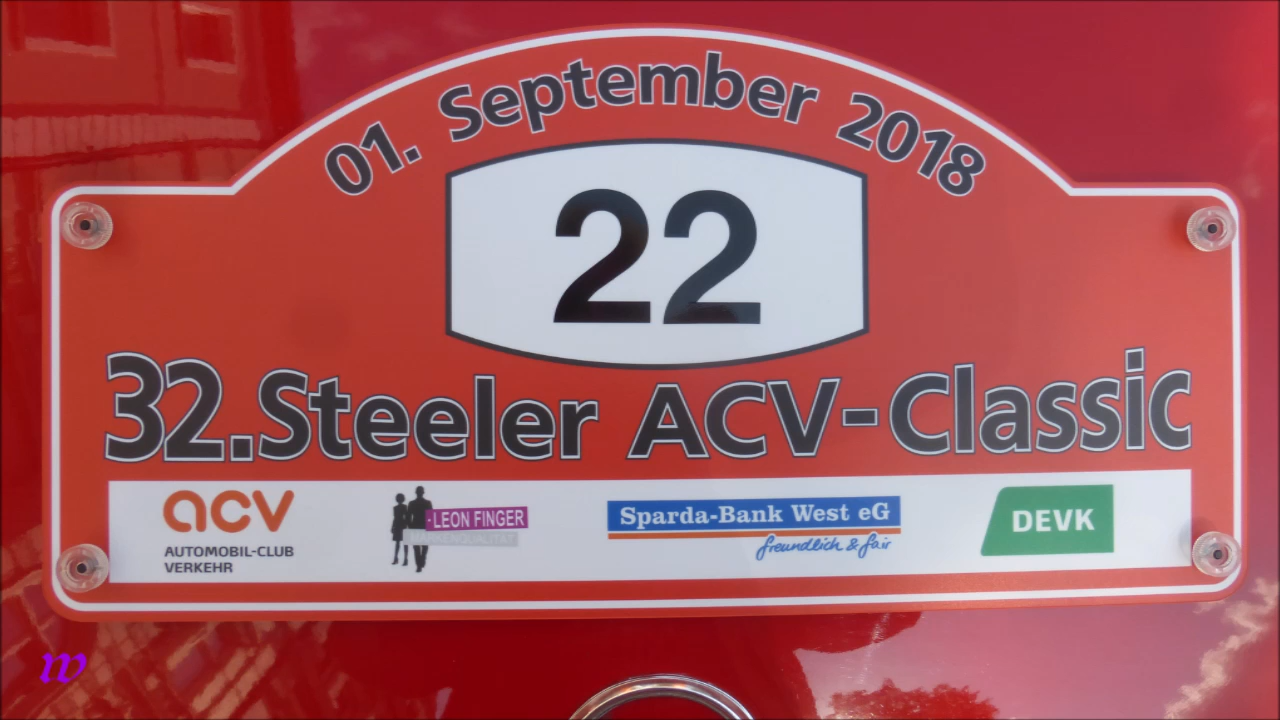 01. September 2018
22
32. Steeler ACV-Classic
acv
AUTOMOBIL-CLUB
VERKEHR
-LEON FINGER
MARKENQUALITÄT
Sparda-Bank West eG
freundlich & fair
DEVK
w